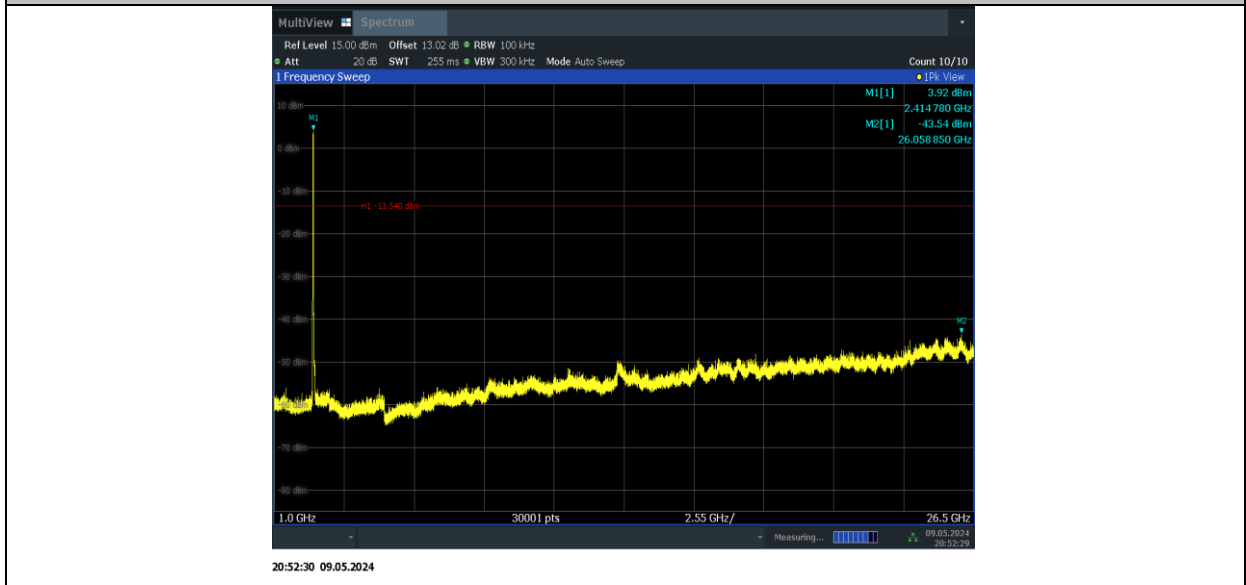 MultiView Spectrum
Ref Level 15.00 dBm Offset 13.02 dB RBW 100 kHz
Att 20 dB SWT 255 ms VBW 300 kHz Mode Auto Sweep Count 10/10
1 Frequency Sweep 1Pk View
M1[1] 3.92 dBm
2.414 780 GHz
M2[1] -43.54 dBm
26.058 850 GHz
10 dBm
M1
0 dBm
-10 dBm
H1 -13.540 dBm
-20 dBm
-30 dBm
-40 dBm
M2
-50 dBm
-70 dBm
-80 dBm
1.0 GHz 30001 pts 2.55 GHz/ 26.5 GHz
Measuring... 09.05.2024
20:52:29
20:52:30 09.05.2024